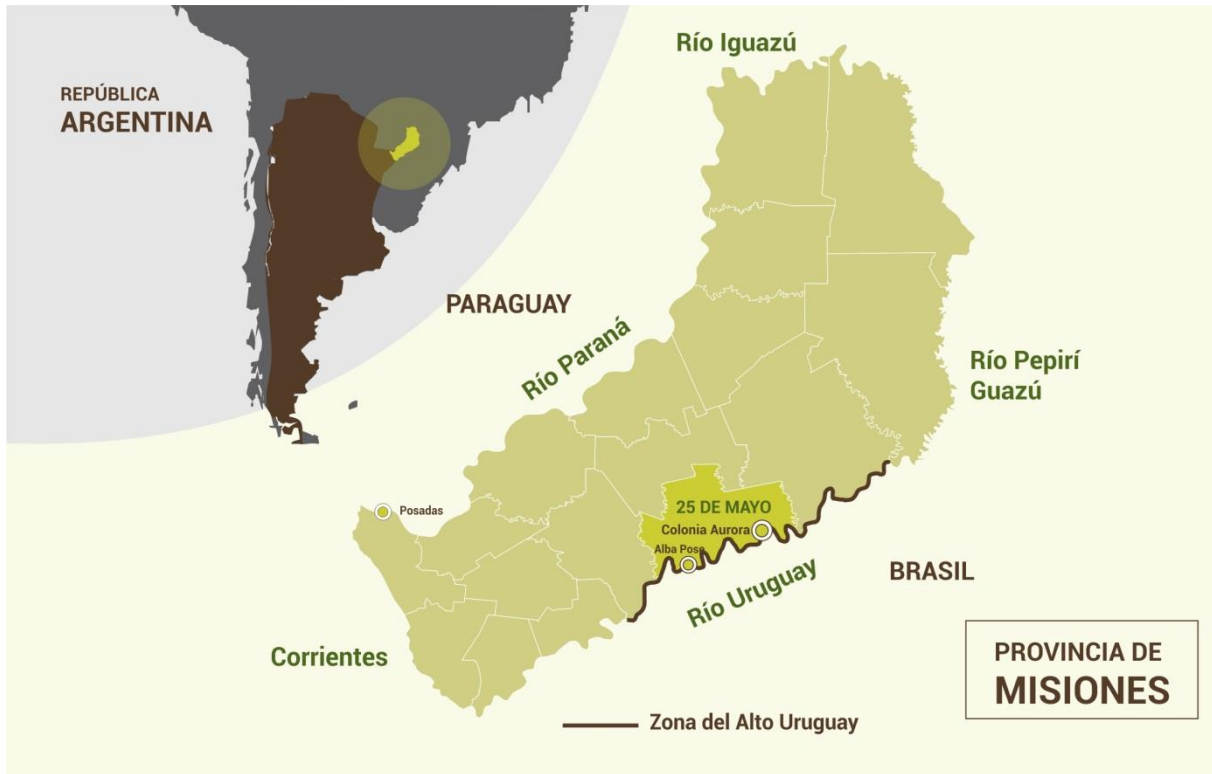 REPÚBLICA
ARGENTINA
Río Iguazú
PARAGUAY
Río Paraná
Río Pepirí
Guazú
Posadas
25 DE MAYO
Colonia Aurora
Alba Pose
Río Uruguay
BRASIL
Corrientes
PROVINCIA DE
MISIONES
Zona del Alto Uruguay